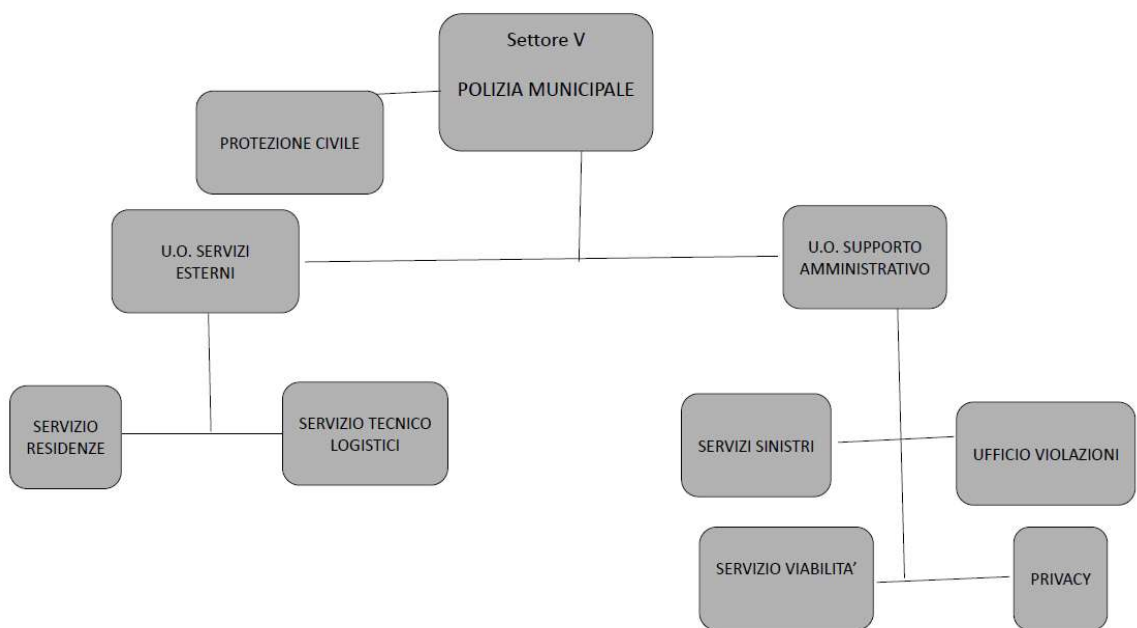 Settore V
POLIZIA MUNICIPALE
PROTEZIONE CIVILE
U.O. SERVIZI
ESTERNI
U.O. SUPPORTO
AMMINISTRATIVO
SERVIZIO
RESIDENZE
SERVIZIO TECNICO
LOGISTICI
SERVIZI SINISTRI
UFFICIO VIOLAZIONI
SERVIZIO VIABILITA’
PRIVACY